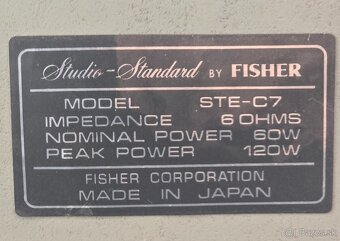 Studio-Standard BY FISHER
MODEL STE-C7
IMPEDANCE 6 OHMS
NOMINAL POWER 60W
PEAK POWER 120W
FISHER CORPORATION
MADE IN JAPAN